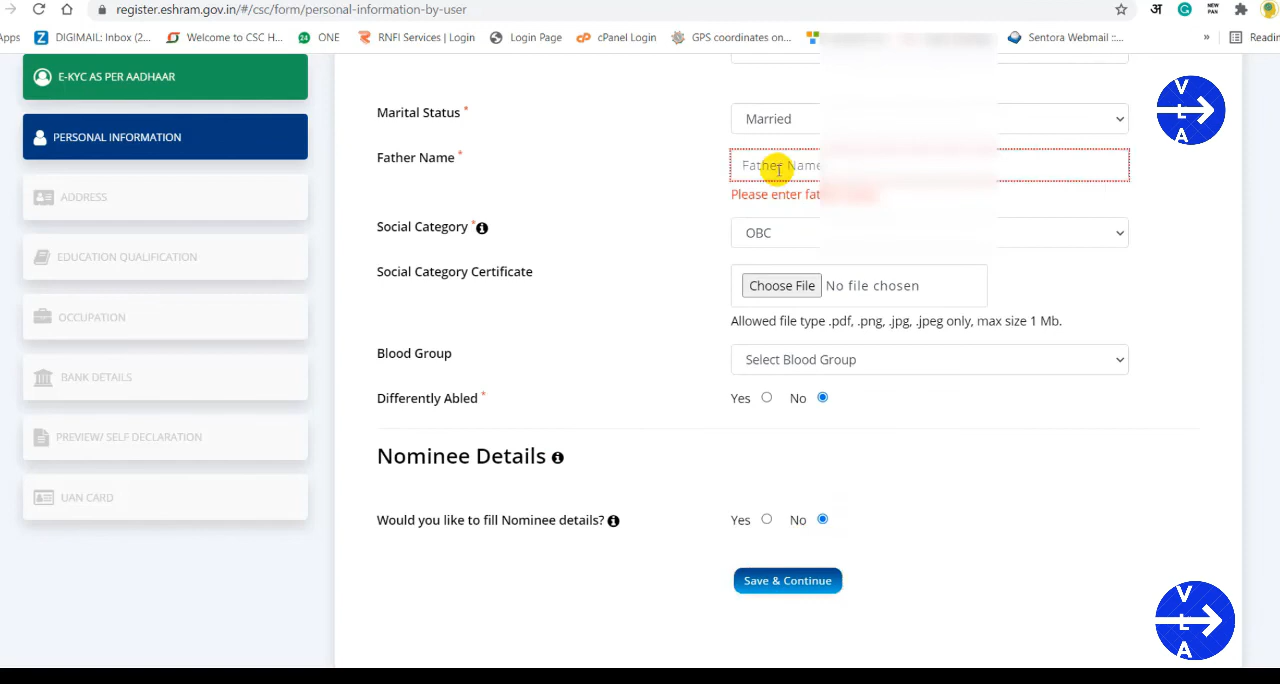 register.eshram.gov.in/#/csc/form/personal-information-by-user
अ
NEW PAN
Apps
DIGIMAIL: Inbox (2...
Welcome to CSC H...
24
ONE
RNFI Services | Login
Login Page
cP
cPanel Login
GPS coordinates on...
Sentora Webmail ::...
»
E-KYC AS PER AADHAAR
PERSONAL INFORMATION
ADDRESS
EDUCATION QUALIFICATION
OCCUPATION
BANK DETAILS
PREVIEW/ SELF DECLARATION
UAN CARD
Marital Status *
Married
Father Name *
Father Name
Please enter
Social Category *
OBC
Social Category Certificate
Choose File No file chosen
Allowed file type .pdf, .png, .jpg, .jpeg only, max size 1 Mb.
Blood Group
Select Blood Group
Differently Abled *
Yes No
Nominee Details
Would you like to fill Nominee details?
Yes No
Save & Continue
V
L
A
V
L
A